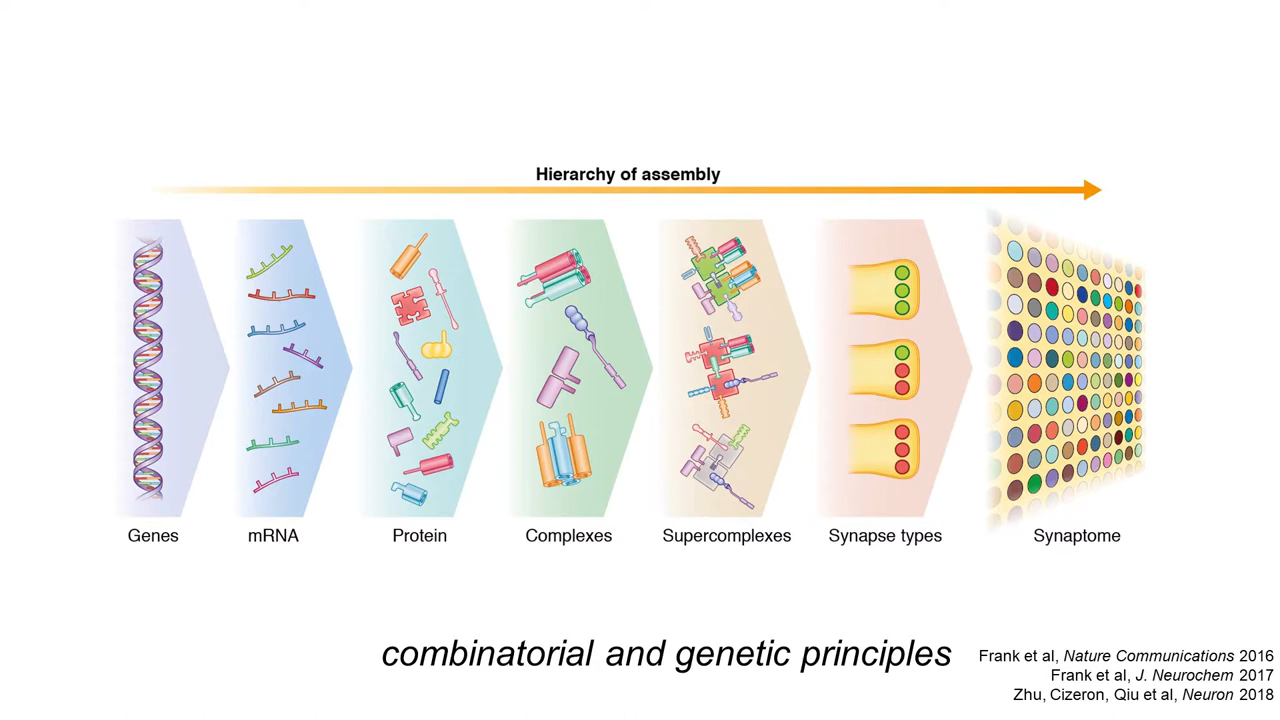 Hierarchy of assembly
Genes
mRNA
Protein
Complexes
Supercomplexes
Synapse types
Synaptome
combinatorial and genetic principles
Frank et al, Nature Communications 2016
Frank et al, J. Neurochem 2017
Zhu, Cizeron, Qiu et al, Neuron 2018